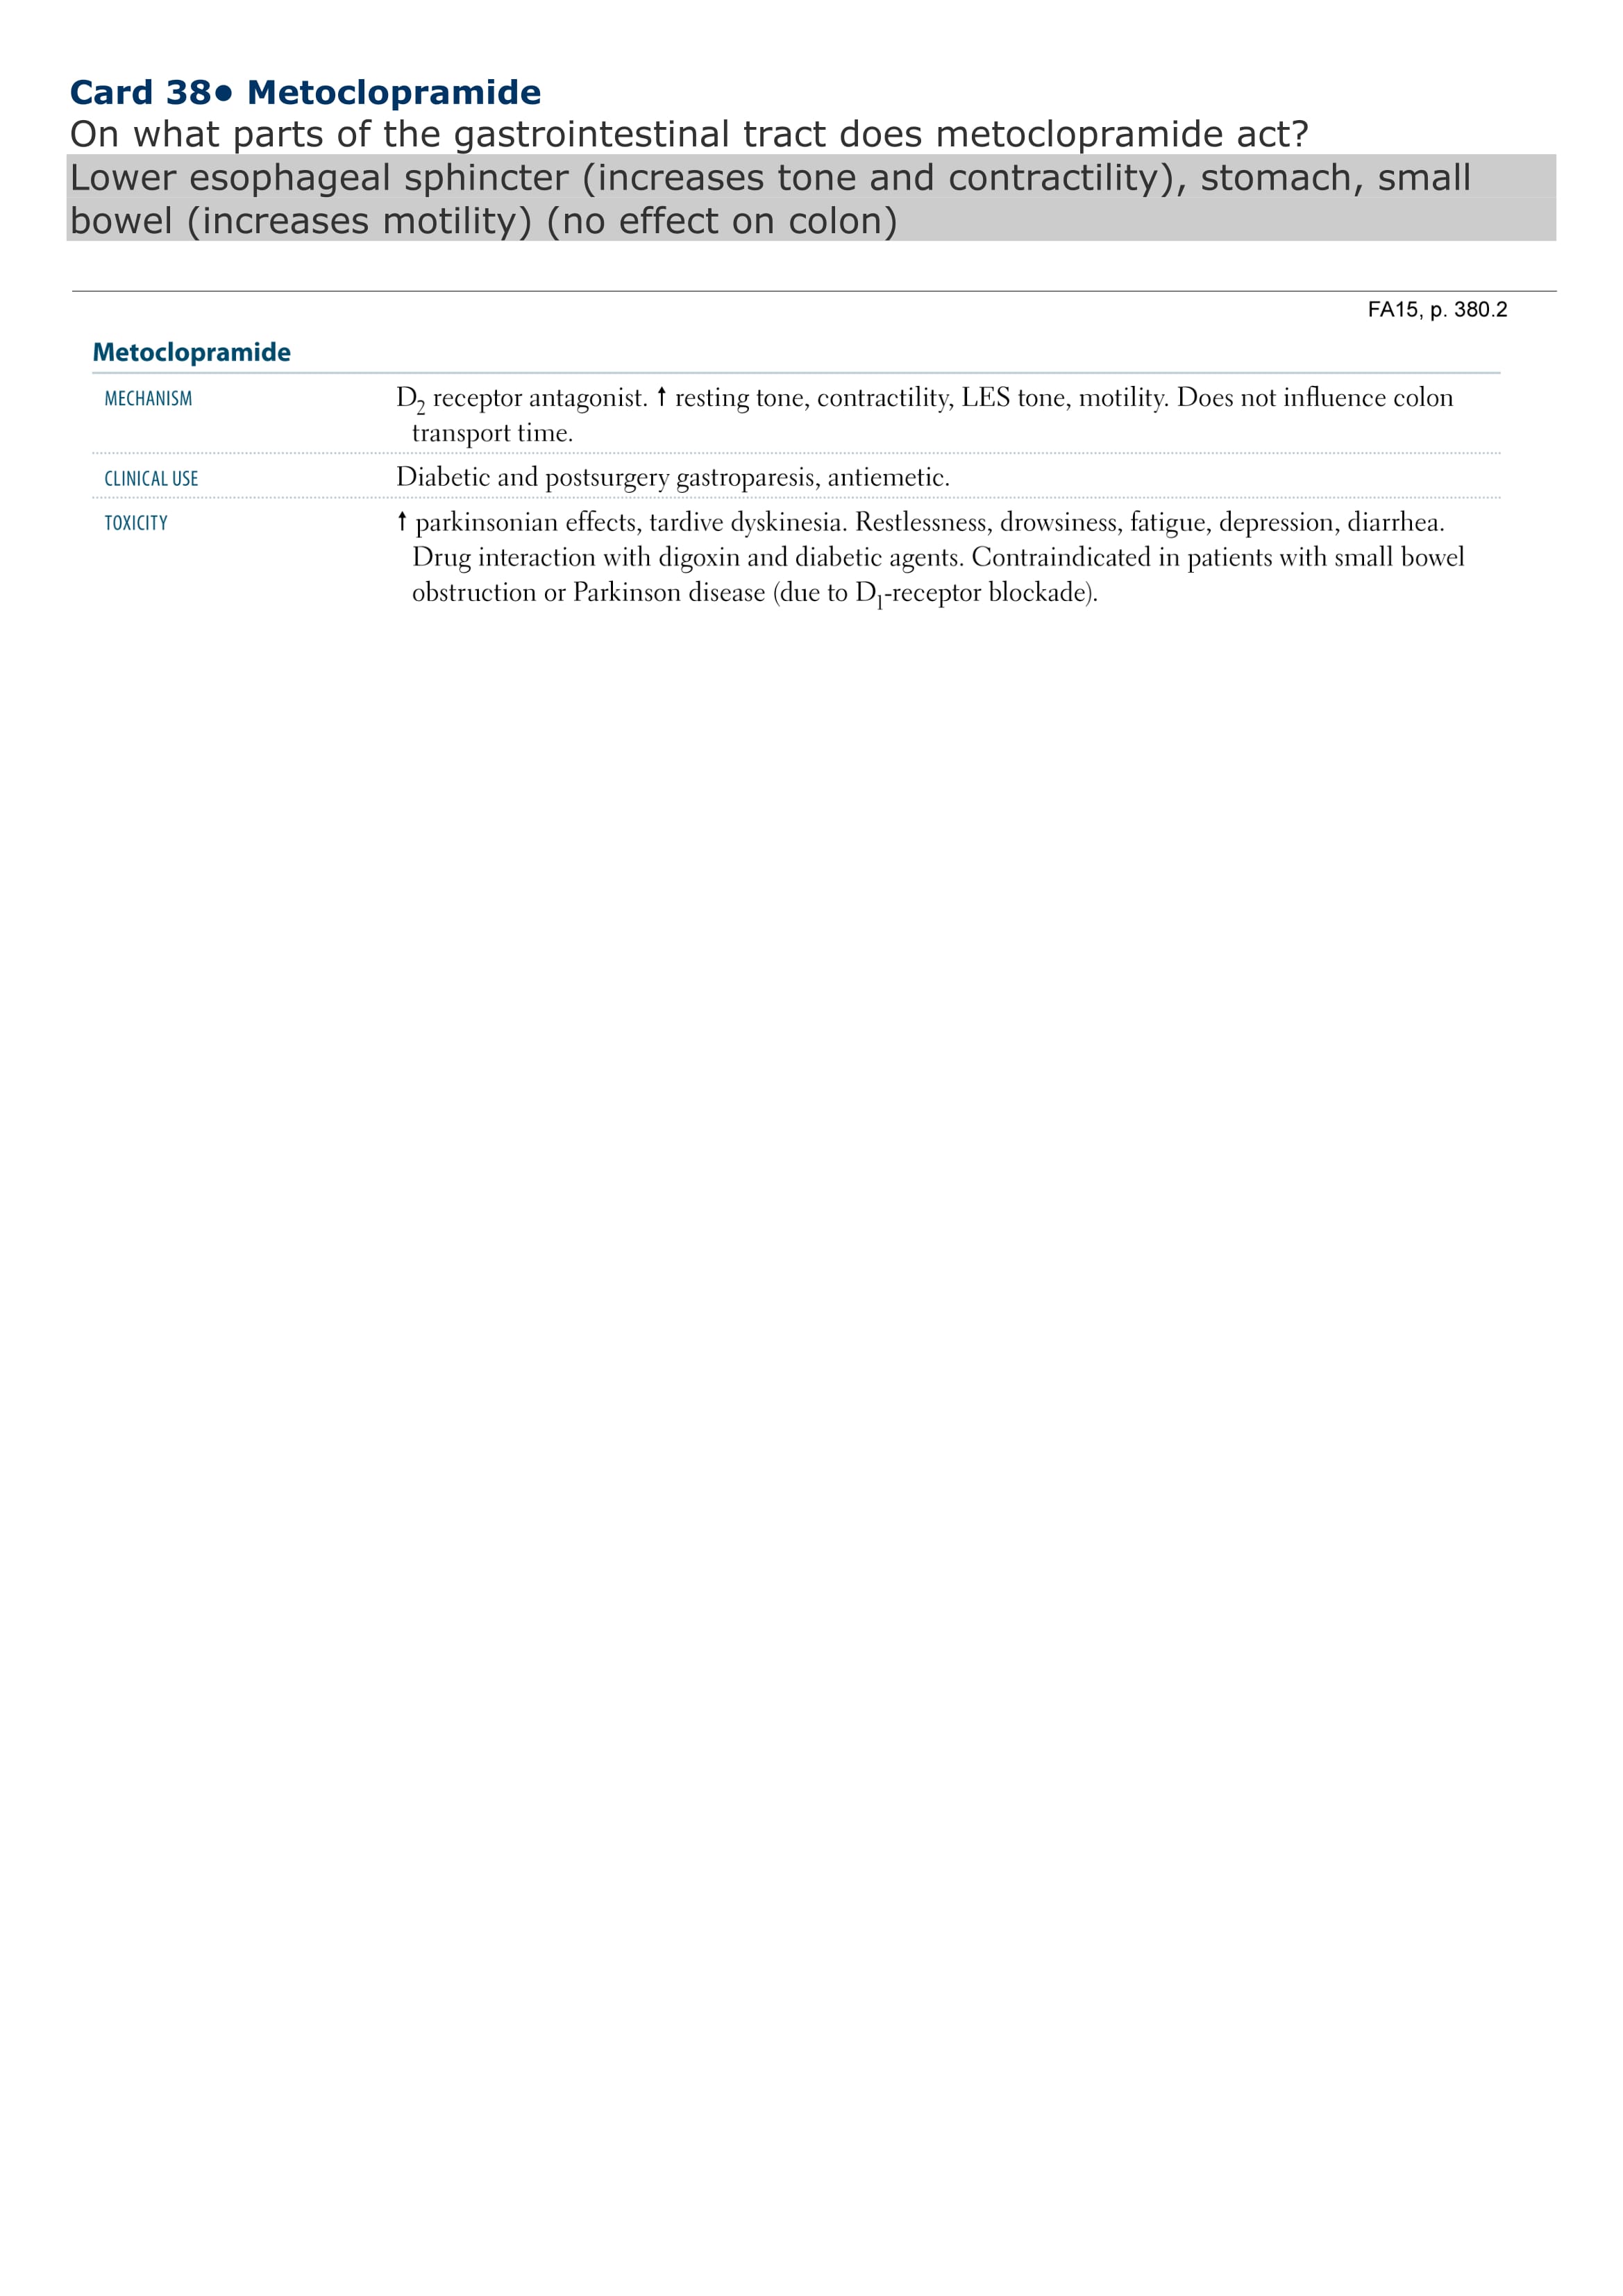 Card 38● Metoclopramide
On what parts of the gastrointestinal tract does metoclopramide act?
Lower esophageal sphincter (increases tone and contractility), stomach, small
bowel (increases motility) (no effect on colon)
FA15, p. 380.2
Metoclopramide
MECHANISM D₂ receptor antagonist. ↑ resting tone, contractility, LES tone, motility. Does not influence colon
transport time.
CLINICAL USE Diabetic and postsurgery gastroparesis, antiemetic.
TOXICITY ↑ parkinsonian effects, tardive dyskinesia. Restlessness, drowsiness, fatigue, depression, diarrhea.
Drug interaction with digoxin and diabetic agents. Contraindicated in patients with small bowel
obstruction or Parkinson disease (due to D₁-receptor blockade).